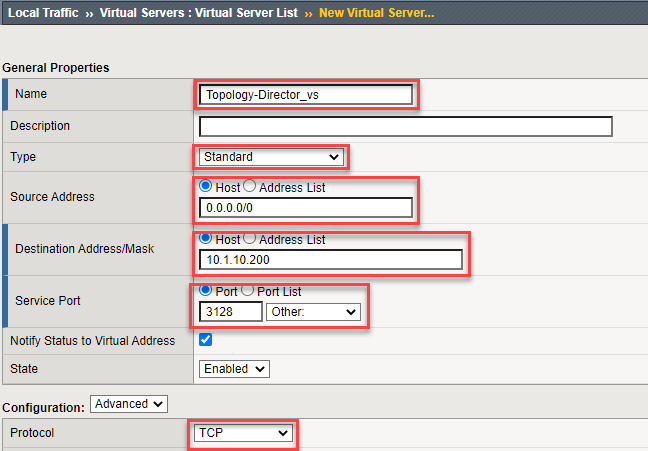 Local Traffic ›› Virtual Servers : Virtual Server List ›› New Virtual Server...
General Properties
Name Topology-Director_vs
Description
Type Standard
Host Address List
Source Address
0.0.0.0/0
Host Address List
Destination Address/Mask
10.1.10.200
Port Port List
Service Port
3128 Other:
Notify Status to Virtual Address
State Enabled
Configuration: Advanced
Protocol TCP